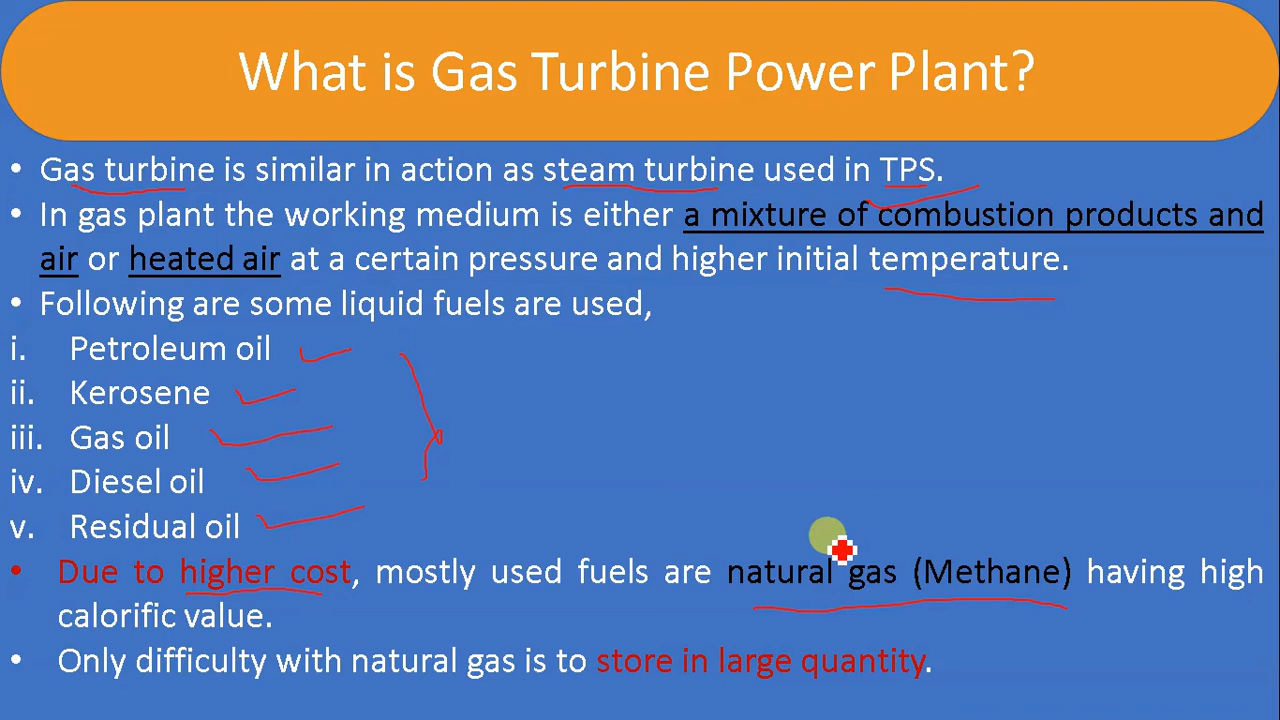 What is Gas Turbine Power Plant?
• Gas turbine is similar in action as steam turbine used in TPS.
• In gas plant the working medium is either a mixture of combustion products and
air or heated air at a certain pressure and higher initial temperature.
• Following are some liquid fuels are used,
i. Petroleum oil
ii. Kerosene
iii. Gas oil
iv. Diesel oil
v. Residual oil
• Due to higher cost, mostly used fuels are natural gas (Methane) having high
calorific value.
• Only difficulty with natural gas is to store in large quantity.